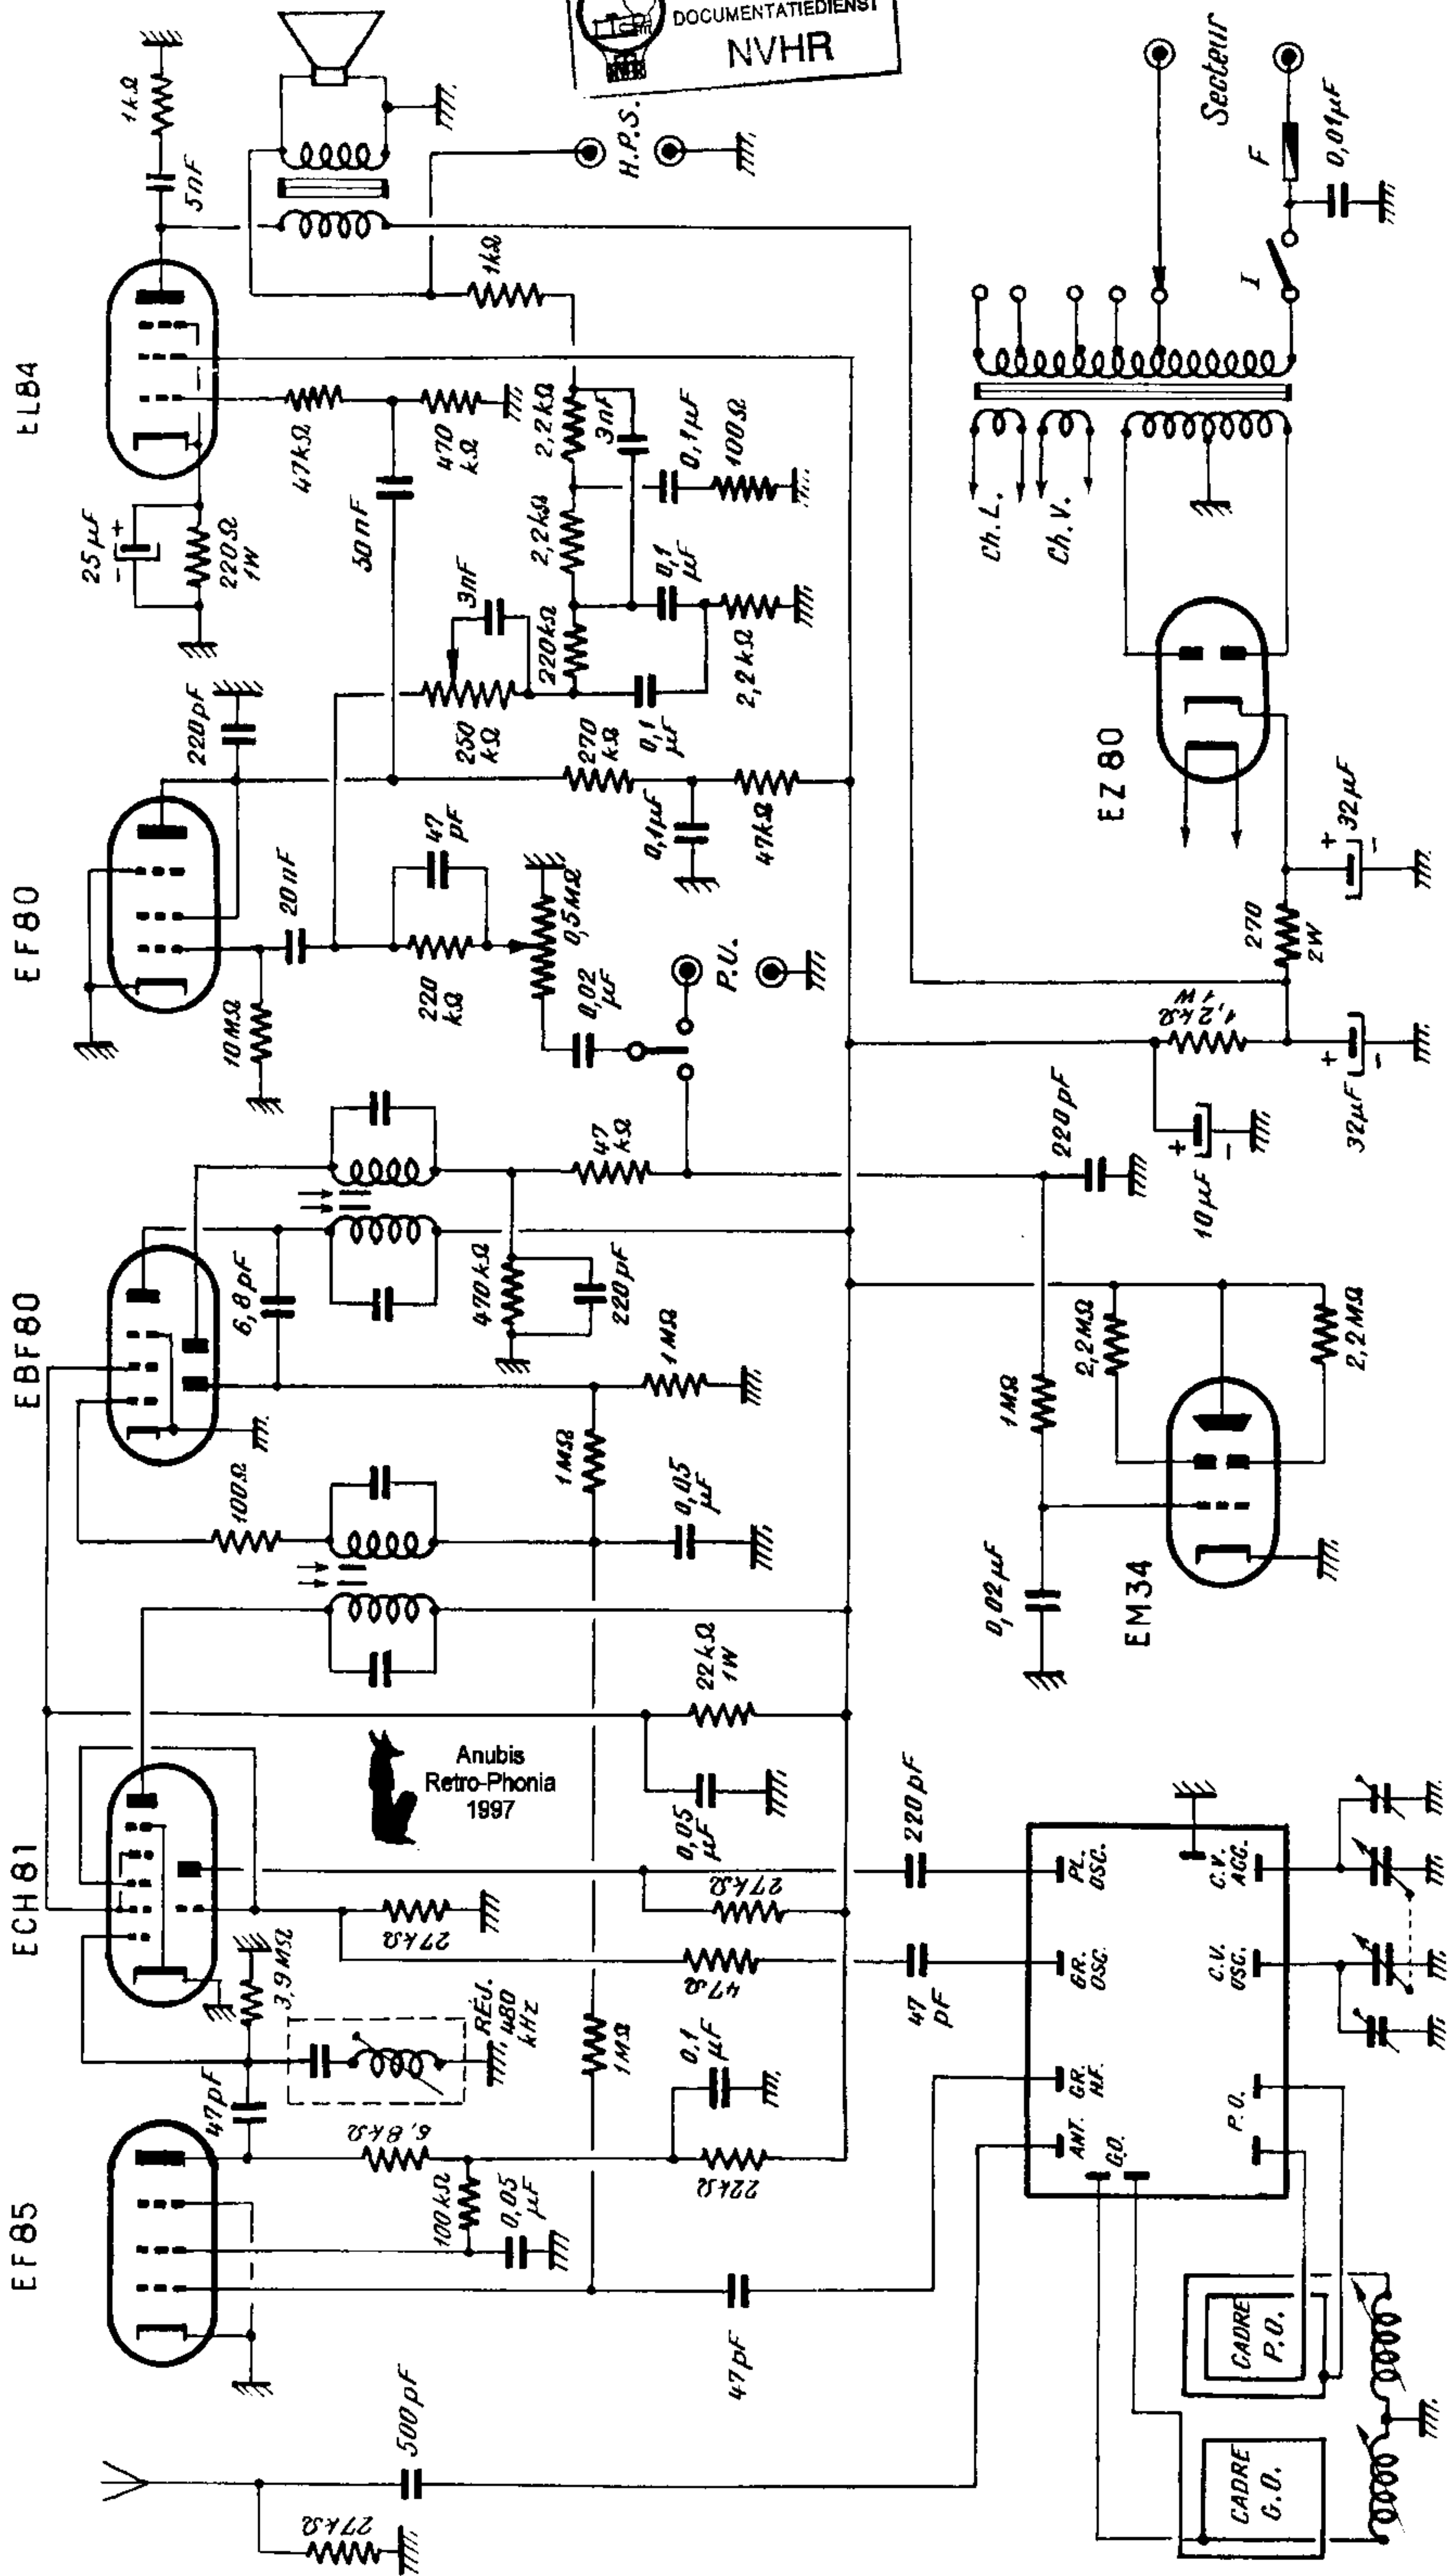 EF85
ECH81
EBF80
EF80
EL84
27kΩ
500pF
47pF
47pF
3,9MΩ
6,8kΩ
RÉJ.
480
kHz
100kΩ
0,05
µF
22kΩ
0,1
µF
1MΩ
27kΩ
47Ω
47
pF
27kΩ
220pF
0,05
µF
22kΩ
1W
Anubis
Retro-Phonia
1997
100Ω
1MΩ
0,05
µF
6,8pF
470kΩ
220pF
1MΩ
47
kΩ
10MΩ
20nF
220
kΩ
47
pF
0,5MΩ
0,02
µF
P.U.
220pF
250
kΩ
3nF
270
kΩ
0,1µF
47kΩ
50nF
25µF
+
-
220Ω
1W
47kΩ
470
kΩ
220kΩ
0,1
µF
0,1
µF
2,2kΩ
2,2kΩ
2,2kΩ
3nF
0,1µF
100Ω
1kΩ
5nF
1kΩ
H.P.S.
DOCUMENTATIEDIENST
NVHR
ANT.
GR.
H.F.
GR.
OSC.
PL.
OSC.
G.O.
P.O.
C.V.
OSC.
C.V.
ACC.
CADRE
G.O.
CADRE
P.O.
EM34
0,02µF
1MΩ
2,2MΩ
2,2MΩ
220pF
10µF
+
-
1,2kΩ
1W
32µF
+
-
270
2W
32µF
+
-
EZ80
Ch.L.
Ch.V.
I
F
0,01µF
Secteur